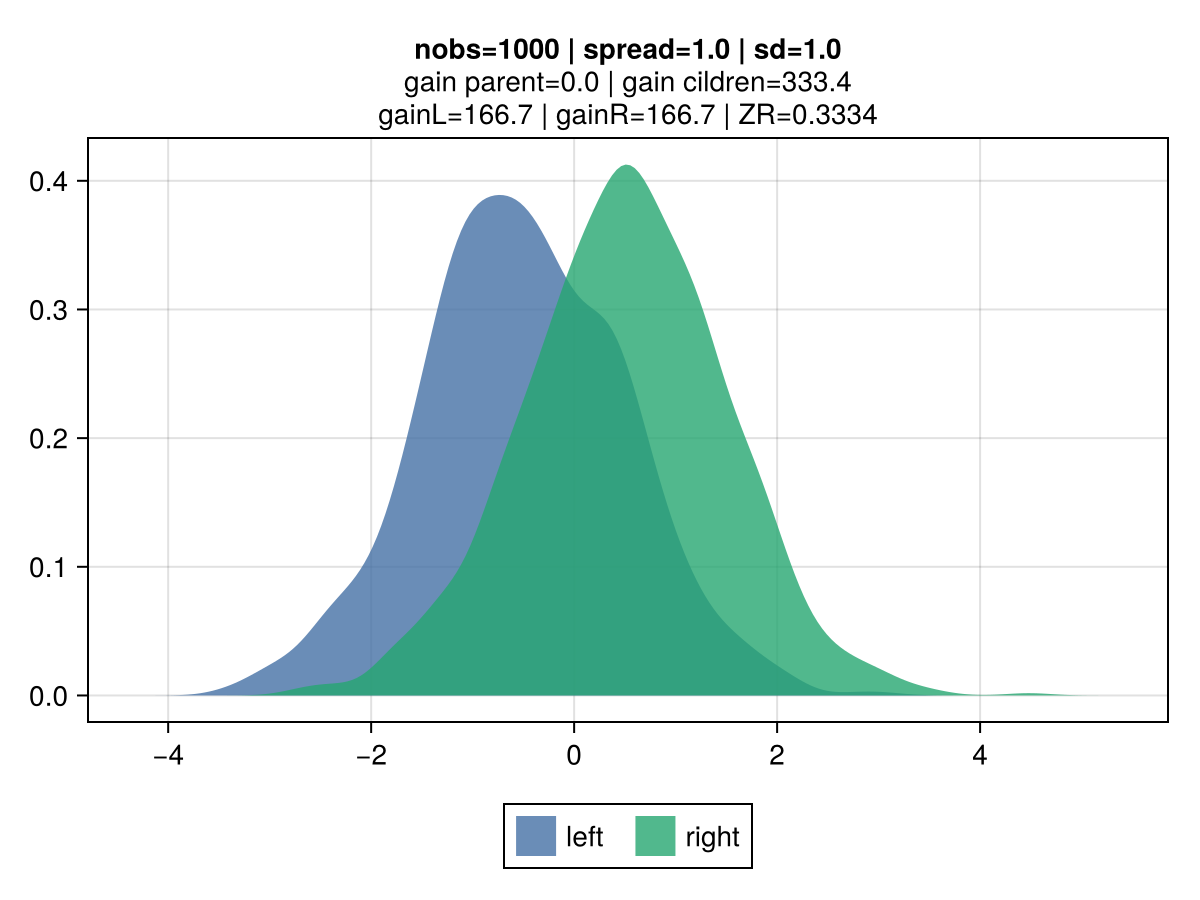 nobs=1000 | spread=1.0 | sd=1.0
gain parent=0.0 | gain cildren=333.4
gainL=166.7 | gainR=166.7 | ZR=0.3334
0.4
0.3
0.2
0.1
0.0
−4 −2 0 2 4
left right